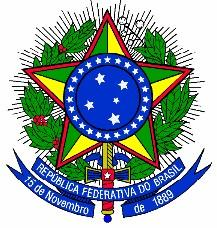 REPÚBLICA FEDERATIVA DO BRASIL
15 de Novembro de 1889